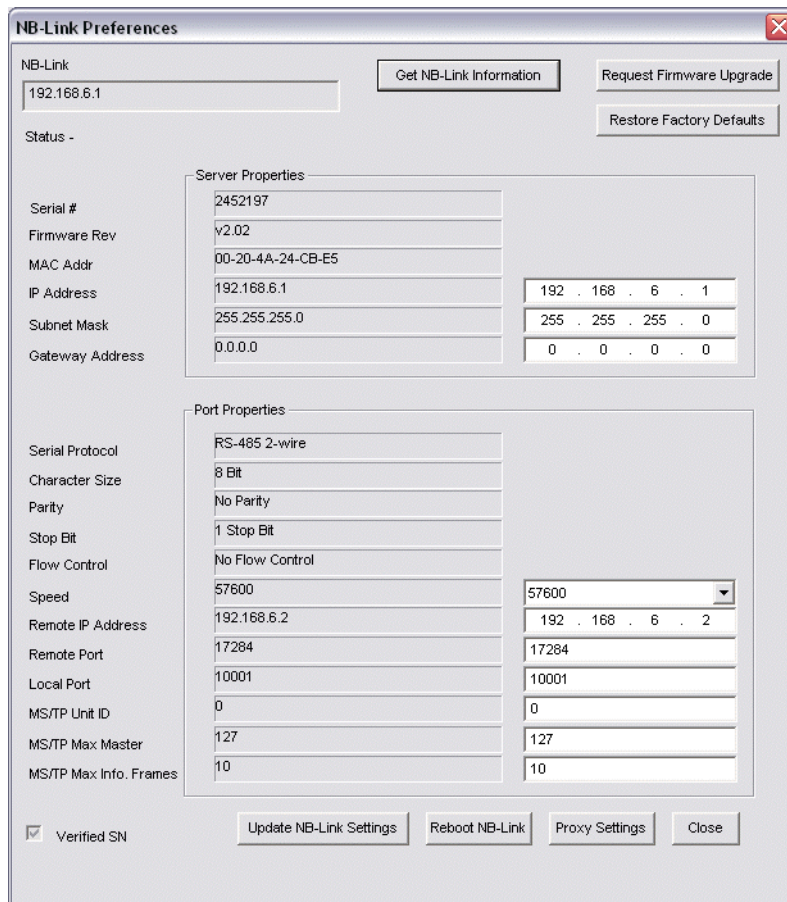 NB-Link Preferences
NB-Link
192.168.6.1
Get NB-Link Information
Request Firmware Upgrade
Restore Factory Defaults
Status -
Server Properties
Serial # 2452197
Firmware Rev v2.02
MAC Addr 00-20-4A-24-CB-E5
IP Address 192.168.6.1 192 . 168 . 6 . 1
Subnet Mask 255.255.255.0 255 . 255 . 255 . 0
Gateway Address 0.0.0.0 0 . 0 . 0 . 0
Port Properties
Serial Protocol RS-485 2-wire
Character Size 8 Bit
Parity No Parity
Stop Bit 1 Stop Bit
Flow Control No Flow Control
Speed 57600 57600
Remote IP Address 192.168.6.2 192 . 168 . 6 . 2
Remote Port 17284 17284
Local Port 10001 10001
MS/TP Unit ID 0 0
MS/TP Max Master 127 127
MS/TP Max Info. Frames 10 10
Verified SN
Update NB-Link Settings
Reboot NB-Link
Proxy Settings
Close